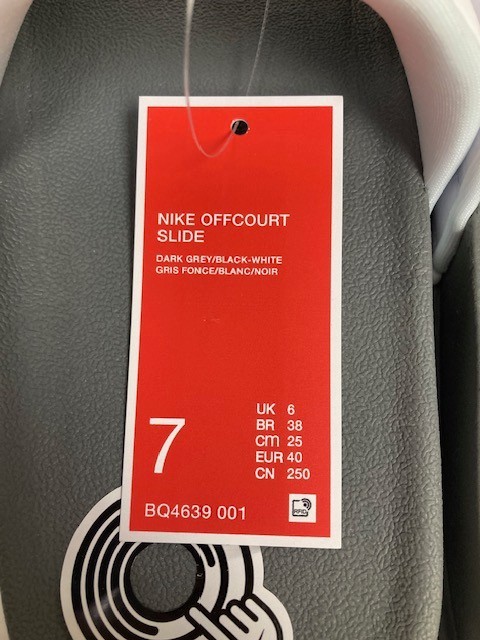 NIKE OFFCOURT
SLIDE
DARK GREY/BLACK-WHITE
GRIS FONCE/BLANC/NOIR
7
UK 6
BR 38
cm 25
EUR 40
CN 250
BQ4639 001
RFID